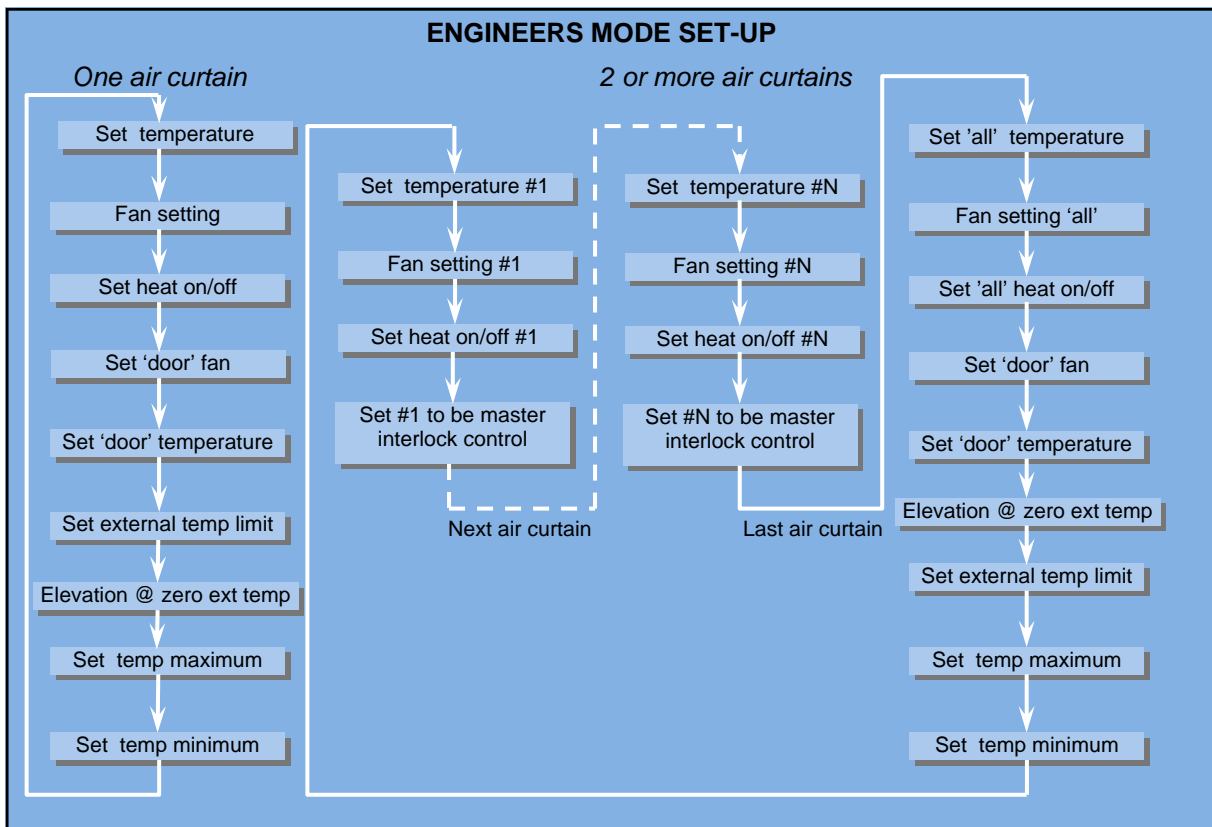 ENGINEERS MODE SET-UP
One air curtain
Set temperature
Fan setting
Set heat on/off
Set ‘door’ fan
Set ‘door’ temperature
Set external temp limit
Elevation @ zero ext temp
Set temp maximum
Set temp minimum
2 or more air curtains
Set temperature #1
Fan setting #1
Set heat on/off #1
Set #1 to be master
interlock control
Next air curtain
Set temperature #N
Fan setting #N
Set heat on/off #N
Set #N to be master
interlock control
Last air curtain
Set ’all’ temperature
Fan setting ‘all’
Set ’all’ heat on/off
Set ‘door’ fan
Set ‘door’ temperature
Elevation @ zero ext temp
Set external temp limit
Set temp maximum
Set temp minimum